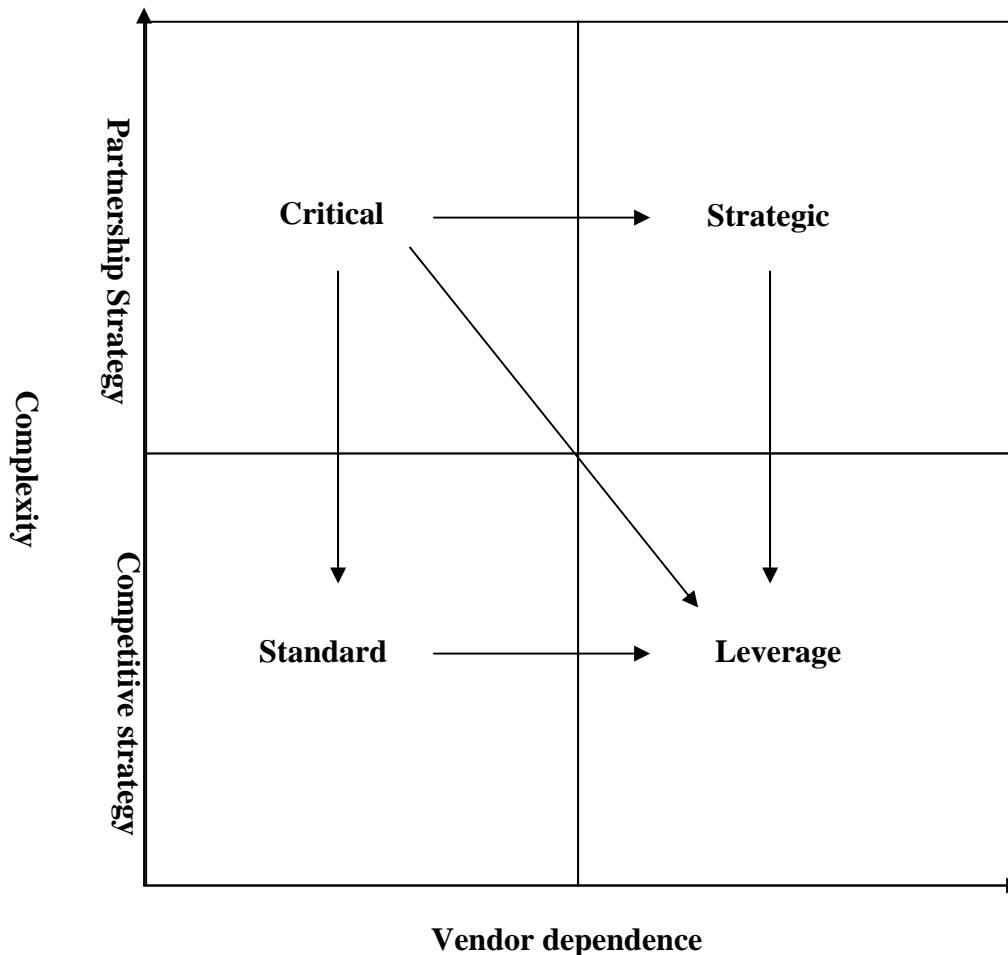 Complexity
Partnership Strategy
Competitive strategy
Critical
Strategic
Standard
Leverage
Vendor dependence